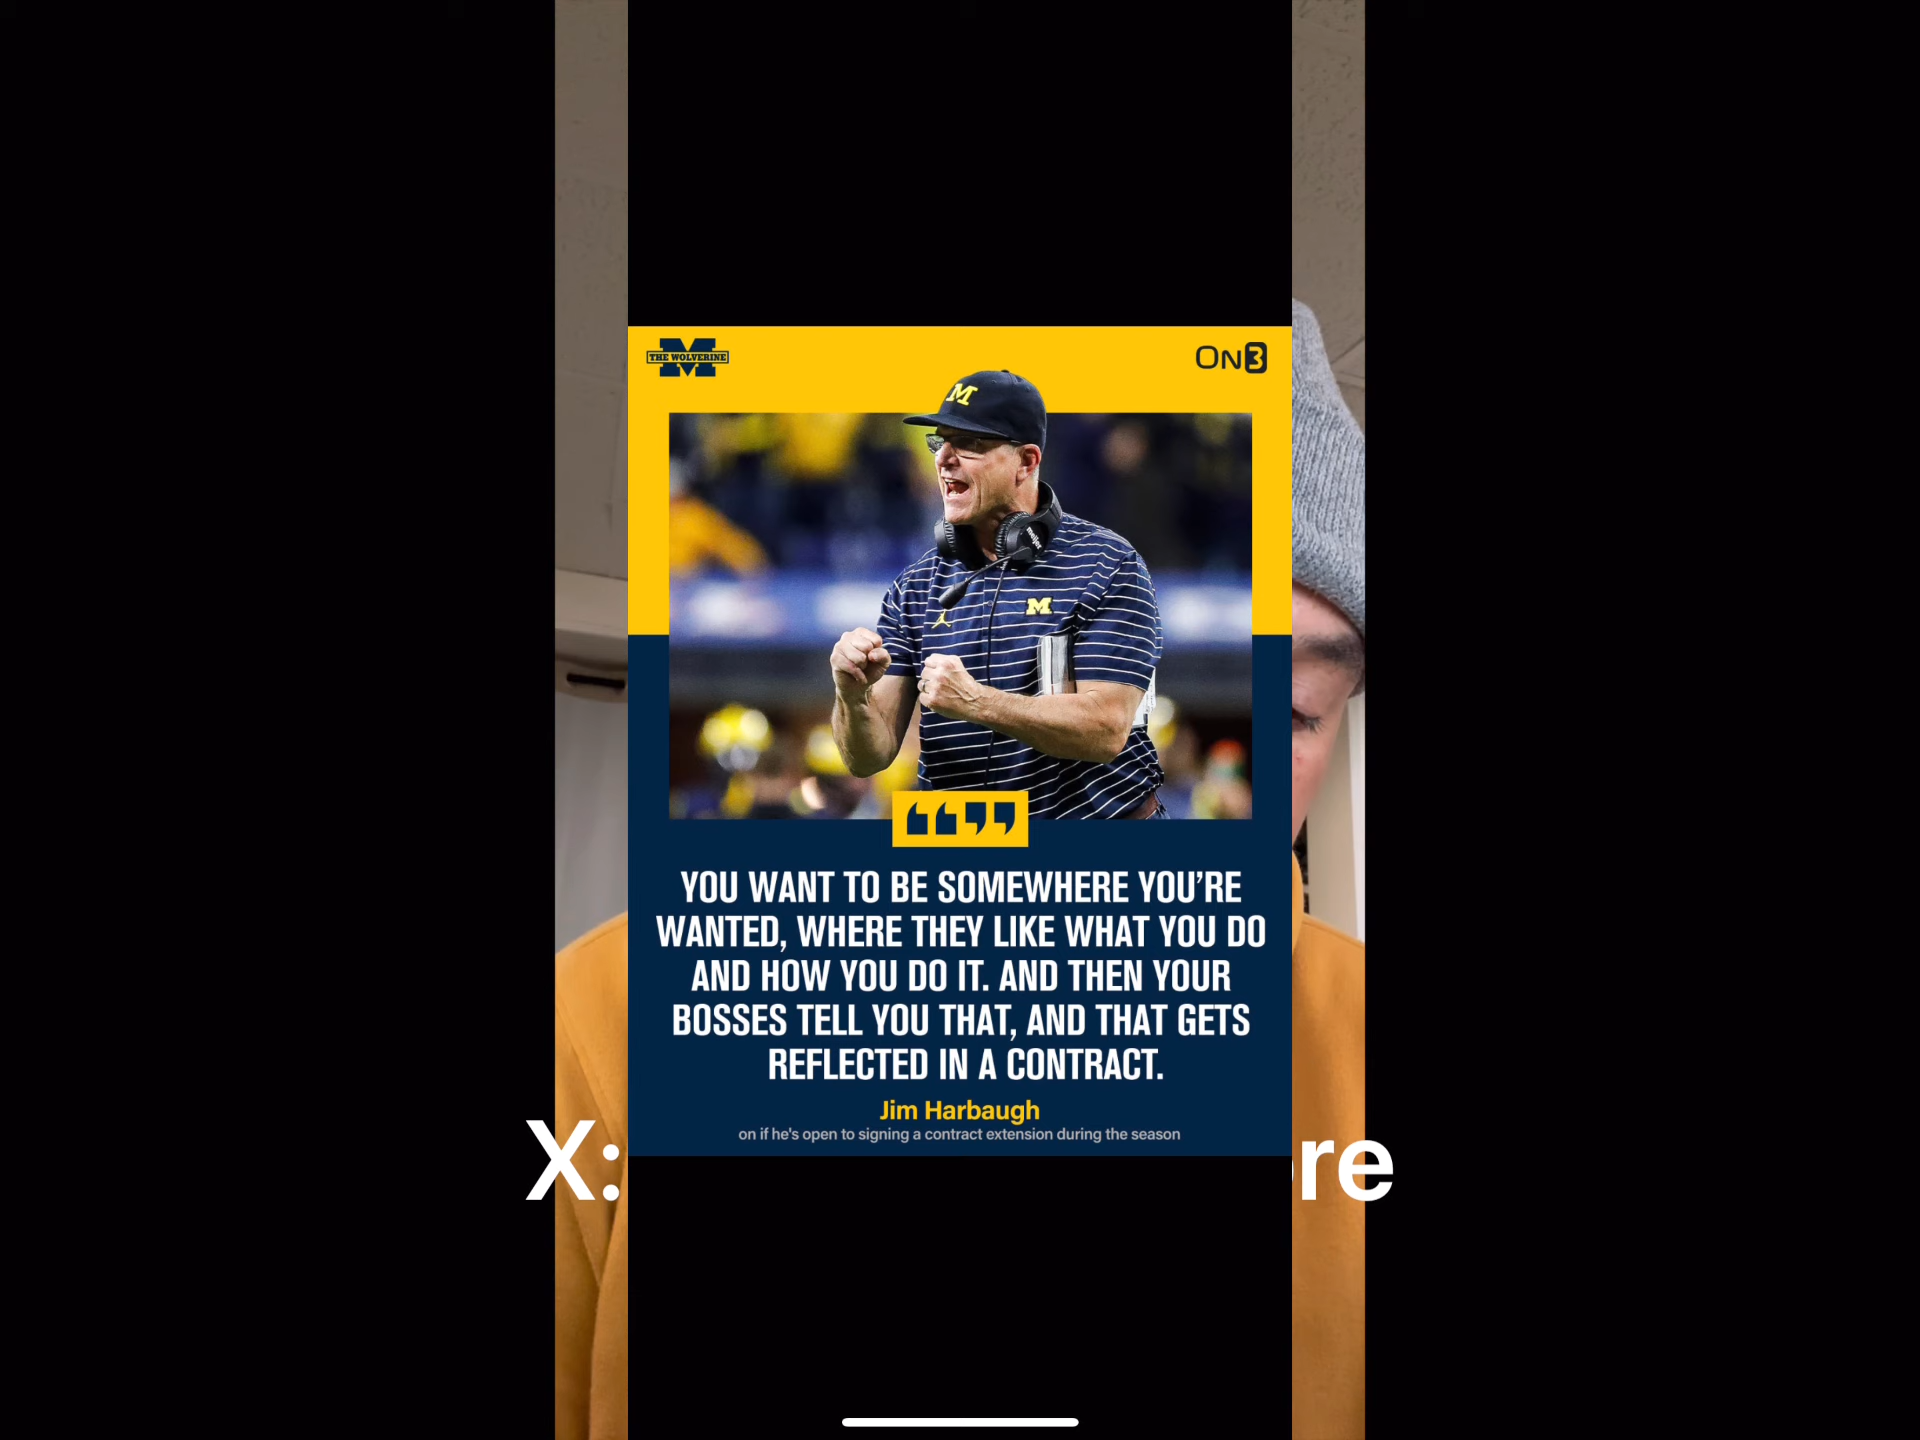 THE WOLVERINE
M
ON3
M
meijer
M
YOU WANT TO BE SOMEWHERE YOU'RE
WANTED, WHERE THEY LIKE WHAT YOU DO
AND HOW YOU DO IT. AND THEN YOUR
BOSSES TELL YOU THAT, AND THAT GETS
REFLECTED IN A CONTRACT.
Jim Harbaugh
on if he's open to signing a contract extension during the season
X:
re